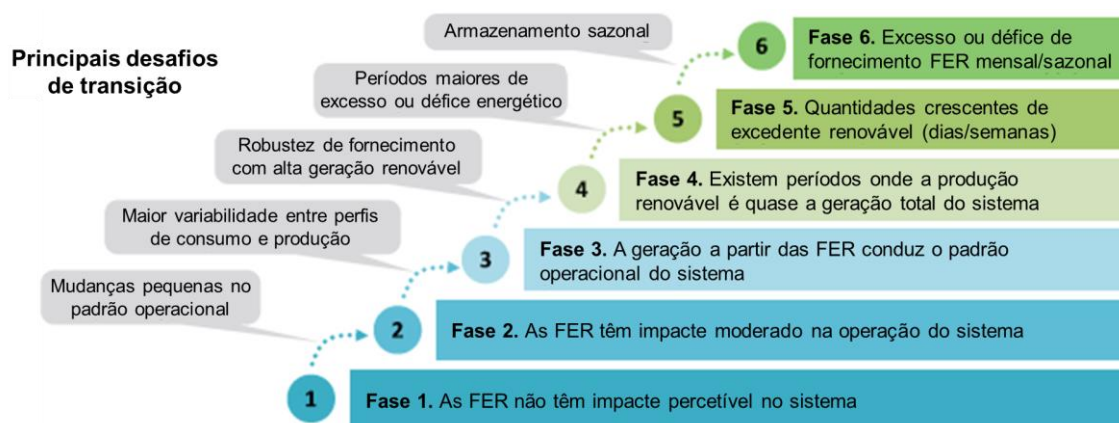 Principais desafios
de transição
Armazenamento sazonal
6
Fase 6. Excesso ou défice de
fornecimento FER mensal/sazonal
Períodos maiores de
excesso ou défice energético
5
Fase 5. Quantidades crescentes de
excedente renovável (dias/semanas)
Robustez de fornecimento
com alta geração renovável
4
Fase 4. Existem períodos onde a produção
renovável é quase a geração total do sistema
Maior variabilidade entre perfis
de consumo e produção
3
Fase 3. A geração a partir das FER conduz o padrão
operacional do sistema
Mudanças pequenas no
padrão operacional
2
Fase 2. As FER têm impacte moderado na operação do sistema
1
Fase 1. As FER não têm impacte percetível no sistema